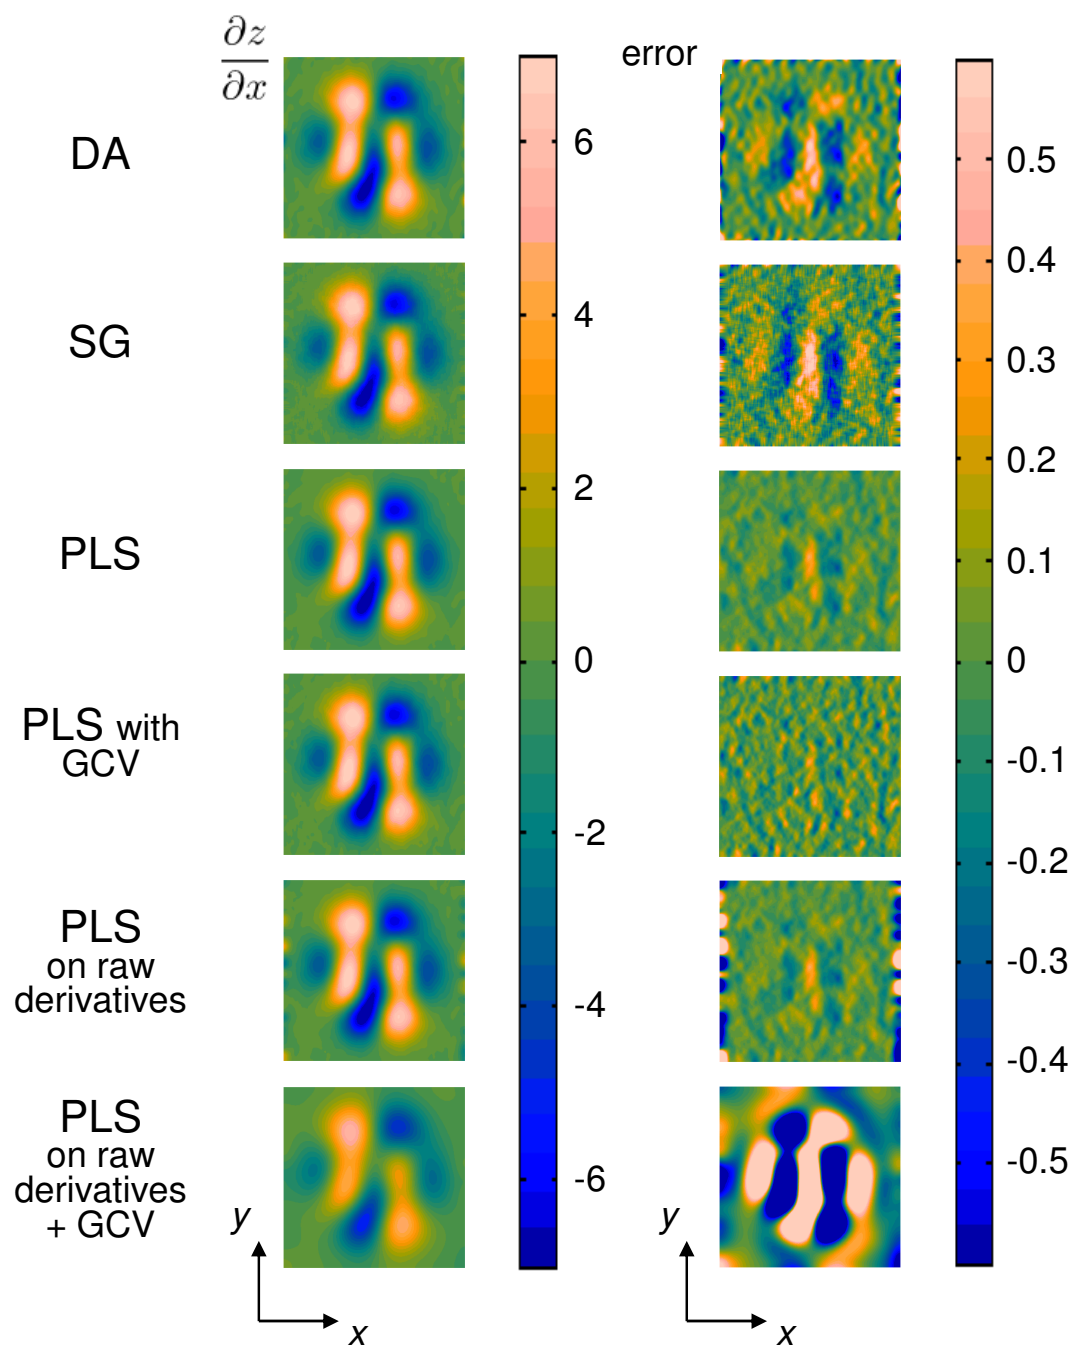 ∂z
∂x
error
DA
SG
PLS
PLS with
GCV
PLS
on raw
derivatives
PLS
on raw
derivatives
+ GCV
6
4
2
0
-2
-4
-6
0.5
0.4
0.3
0.2
0.1
0
-0.1
-0.2
-0.3
-0.4
-0.5
y
x
y
x